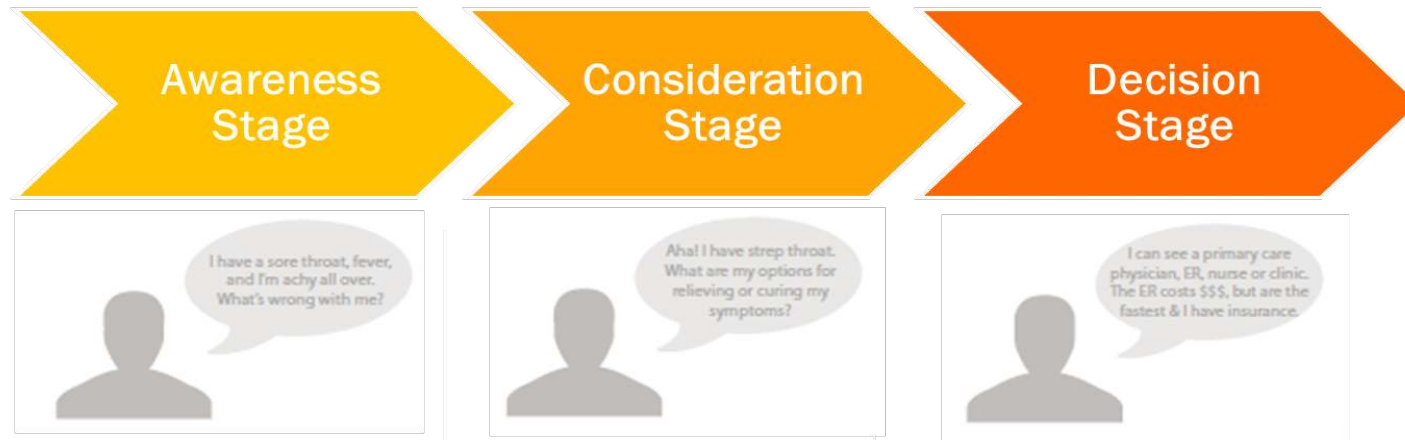 Awareness
Stage
Consideration
Stage
Decision
Stage
I have a sore throat, fever,
and I'm achy all over.
What's wrong with me?
Aha! I have strep throat.
What are my options for
relieving or curing my
symptoms?
I can see a primary care
physician, ER, nurse or clinic.
The ER costs $$$, but are the
fastest & I have insurance.